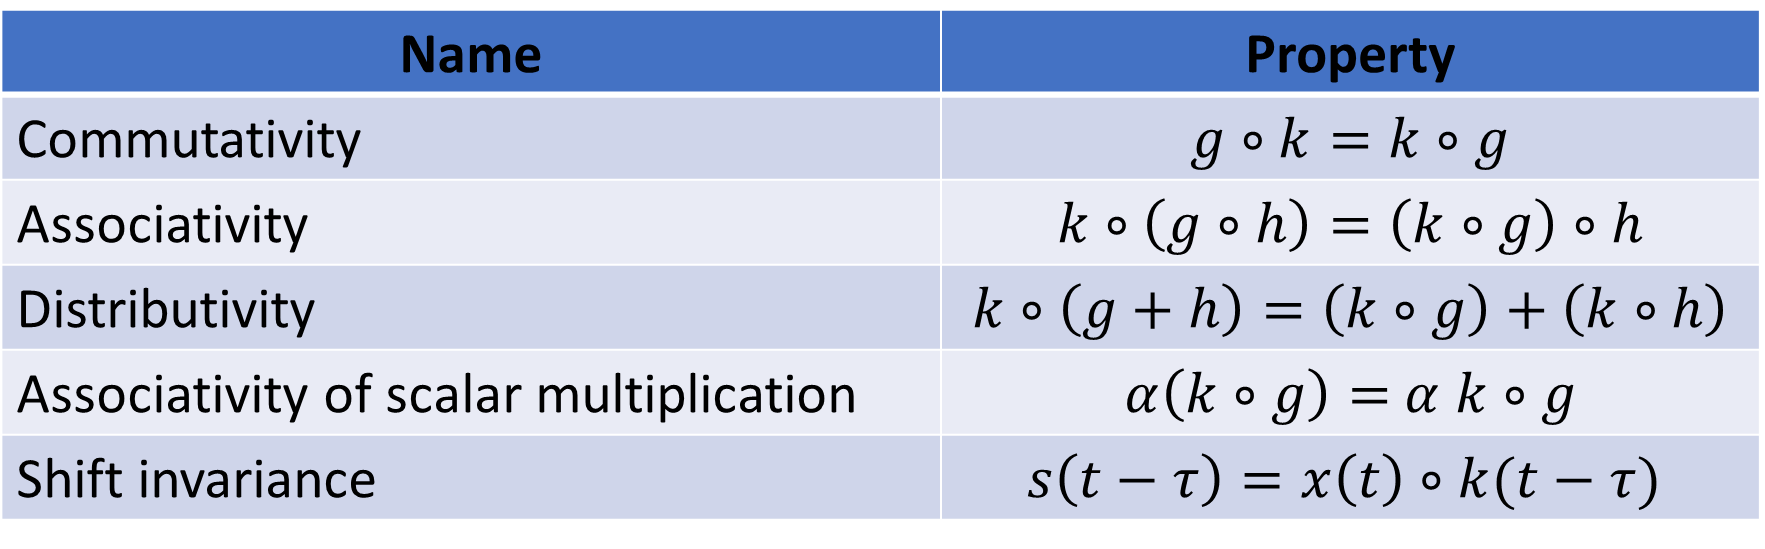 Name Property
Commutativity 𝑔 ∘ 𝑘 = 𝑘 ∘ 𝑔
Associativity 𝑘 ∘ (𝑔 ∘ ℎ) = (𝑘 ∘ 𝑔) ∘ ℎ
Distributivity 𝑘 ∘ (𝑔 + ℎ) = (𝑘 ∘ 𝑔) + (𝑘 ∘ ℎ)
Associativity of scalar multiplication 𝛼(𝑘 ∘ 𝑔) = 𝛼 𝑘 ∘ 𝑔
Shift invariance 𝑠(𝑡 − 𝜏) = 𝑥(𝑡) ∘ 𝑘(𝑡 − 𝜏)